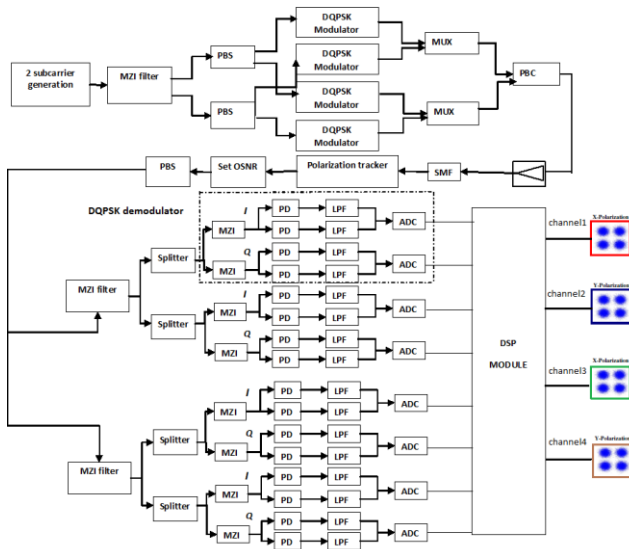 2 subcarrier
generation
MZI filter
PBS
PBS
DQPSK
Modulator
DQPSK
Modulator
DQPSK
Modulator
DQPSK
Modulator
MUX
MUX
PBC
PBS
Set OSNR
Polarization tracker
SMF
DQPSK demodulator
MZI filter
Splitter
Splitter
MZI
I
PD
LPF
PD
LPF
ADC
MZI
Q
PD
LPF
PD
LPF
ADC
MZI
I
PD
LPF
PD
LPF
ADC
MZI
Q
PD
LPF
PD
LPF
ADC
MZI filter
Splitter
Splitter
MZI
I
PD
LPF
PD
LPF
ADC
MZI
Q
PD
LPF
PD
LPF
ADC
MZI
I
PD
LPF
PD
LPF
ADC
MZI
Q
PD
LPF
PD
LPF
ADC
DSP
MODULE
channel1
X-Polarization
channel2
Y-Polarization
channel3
X-Polarization
channel4
Y-Polarization